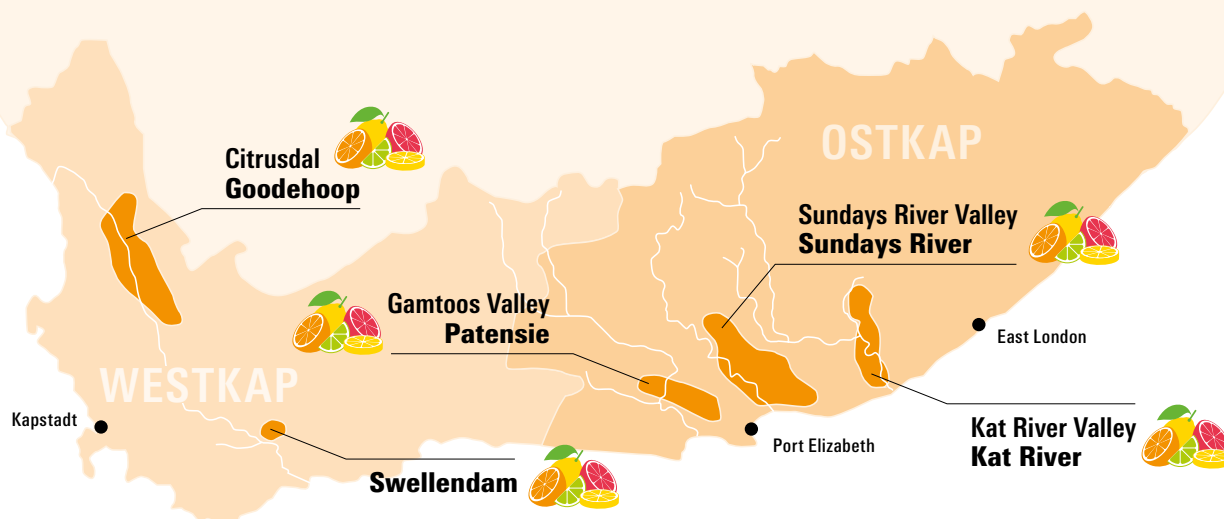 OSTKAP
Citrusdal
Goodehoop
Sundays River Valley
Sundays River
Gamtoos Valley
Patensie
East London
WESTKAP
Kapstadt
Port Elizabeth
Kat River Valley
Kat River
Swellendam